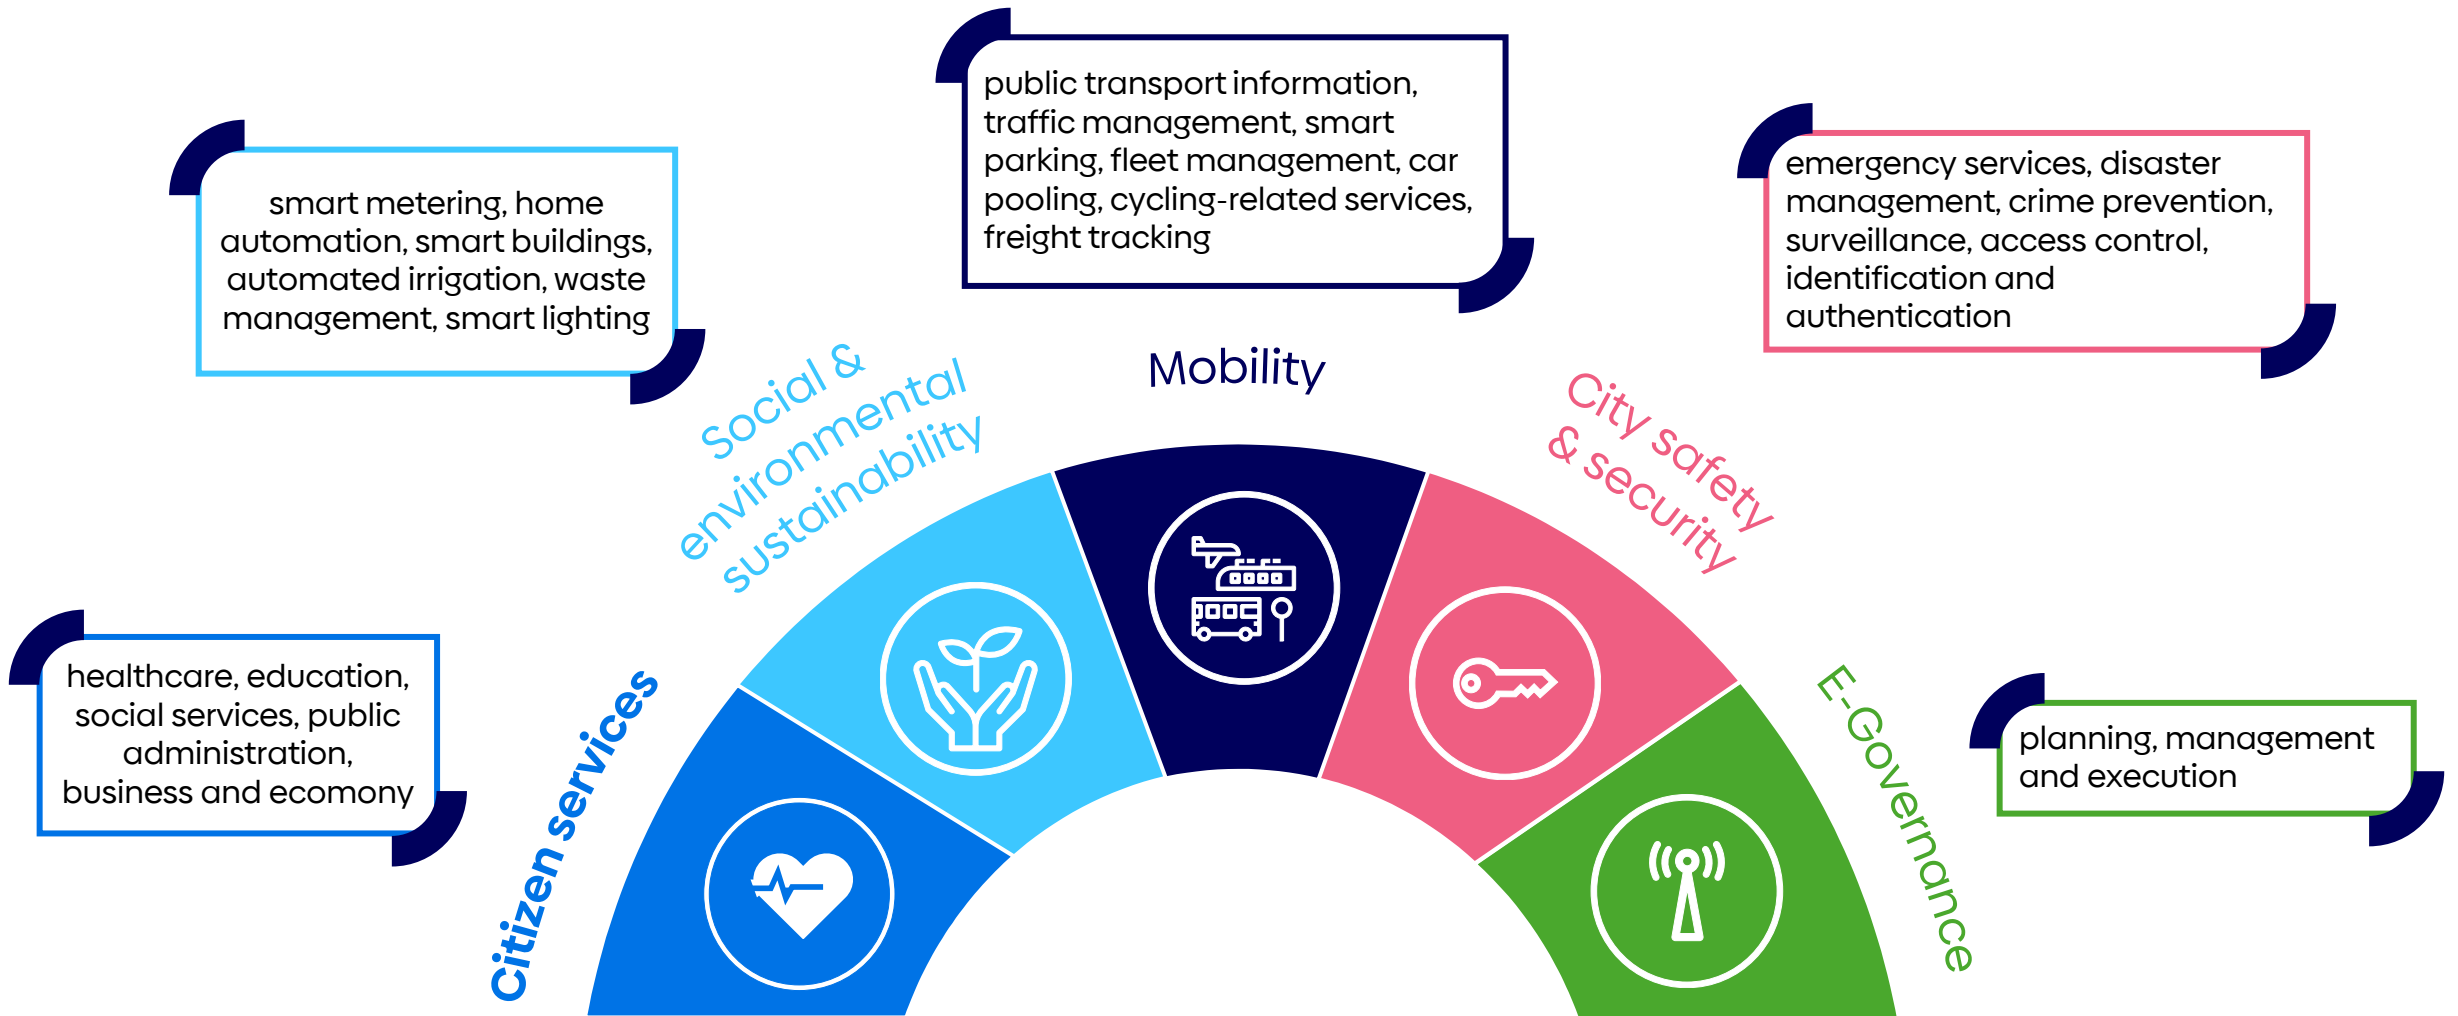 public transport information,
traffic management, smart
parking, fleet management, car
pooling, cycling-related services,
freight tracking
smart metering, home
automation, smart buildings,
automated irrigation, waste
management, smart lighting
emergency services, disaster
management, crime prevention,
surveillance, access control,
identification and
authentication
Social &
environmental
sustainability
Mobility
City safety
& security
healthcare, education,
social services, public
administration,
business and ecomony
Citizen services
E-Governance
planning, management
and execution